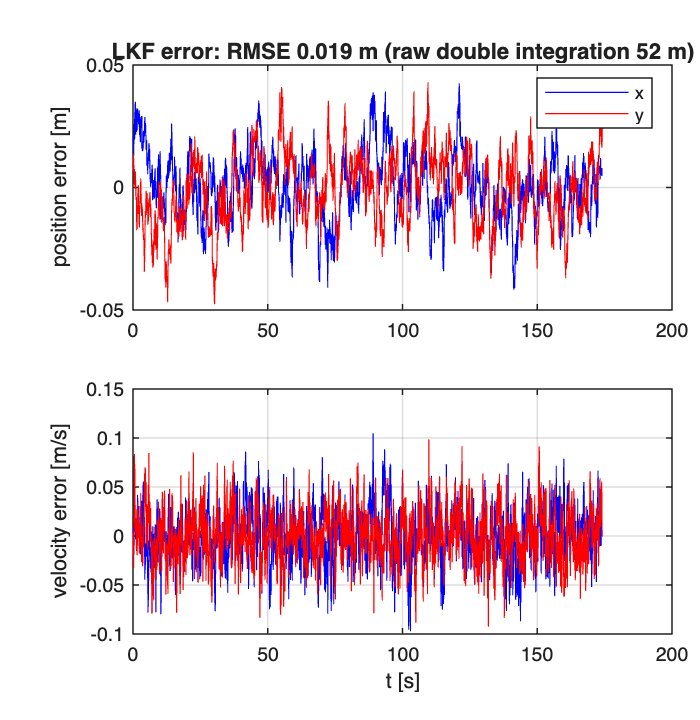 LKF error: RMSE 0.019 m (raw double integration 52 m)
0.05
0
-0.05
position error [m]
x
y
0 50 100 150 200
0.15
0.1
0.05
0
-0.05
-0.1
velocity error [m/s]
0 50 100 150 200
t [s]